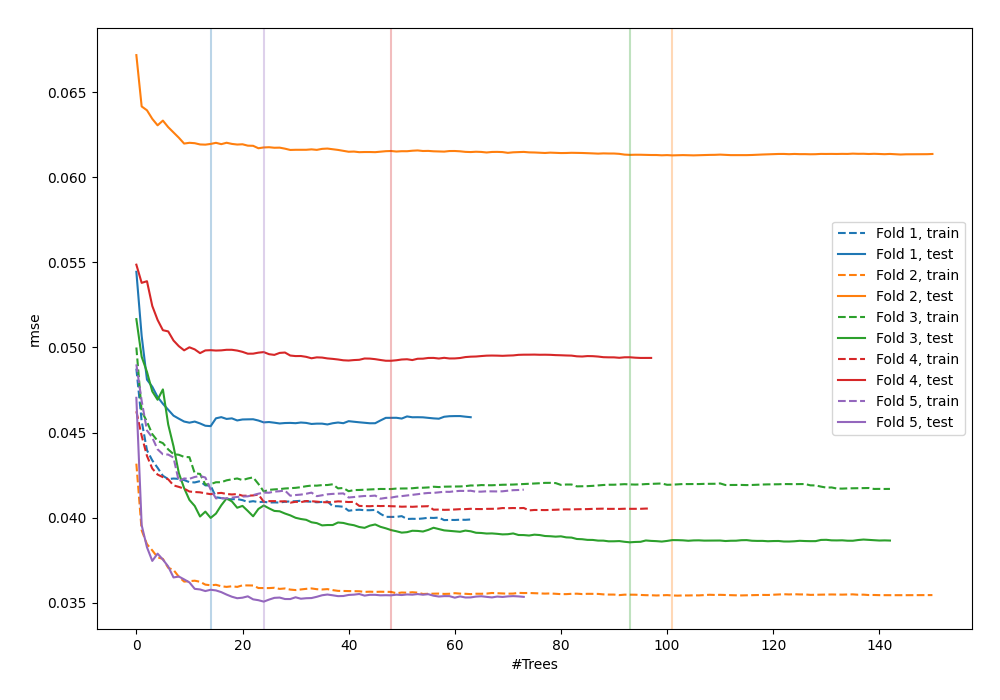 0.065
0.060
0.055
0.050
0.045
0.040
0.035
rmse
0 20 40 60 80 100 120 140
#Trees
Fold 1, train
Fold 1, test
Fold 2, train
Fold 2, test
Fold 3, train
Fold 3, test
Fold 4, train
Fold 4, test
Fold 5, train
Fold 5, test